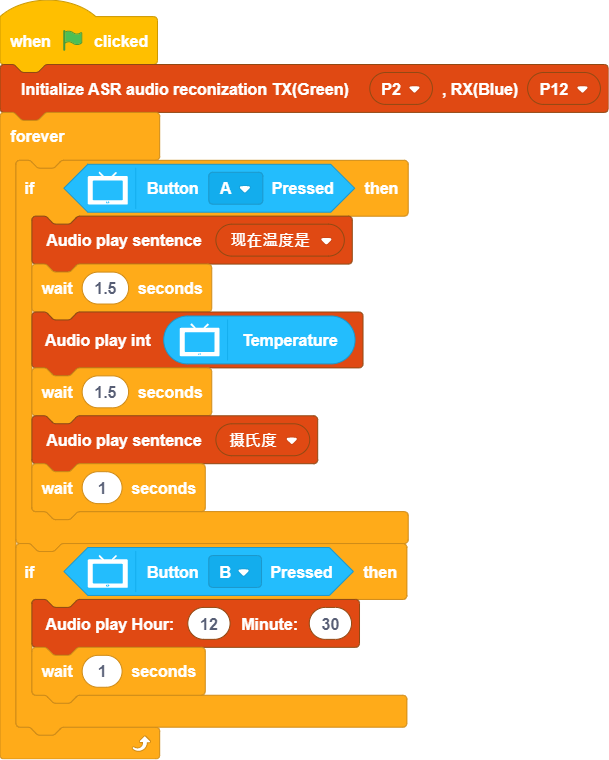 when clicked
Initialize ASR audio reconization TX(Green) P2 , RX(Blue) P12
forever
if Button A Pressed then
Audio play sentence 现在温度是
wait 1.5 seconds
Audio play int Temperature
wait 1.5 seconds
Audio play sentence 摄氏度
wait 1 seconds
if Button B Pressed then
Audio play Hour: 12 Minute: 30
wait 1 seconds